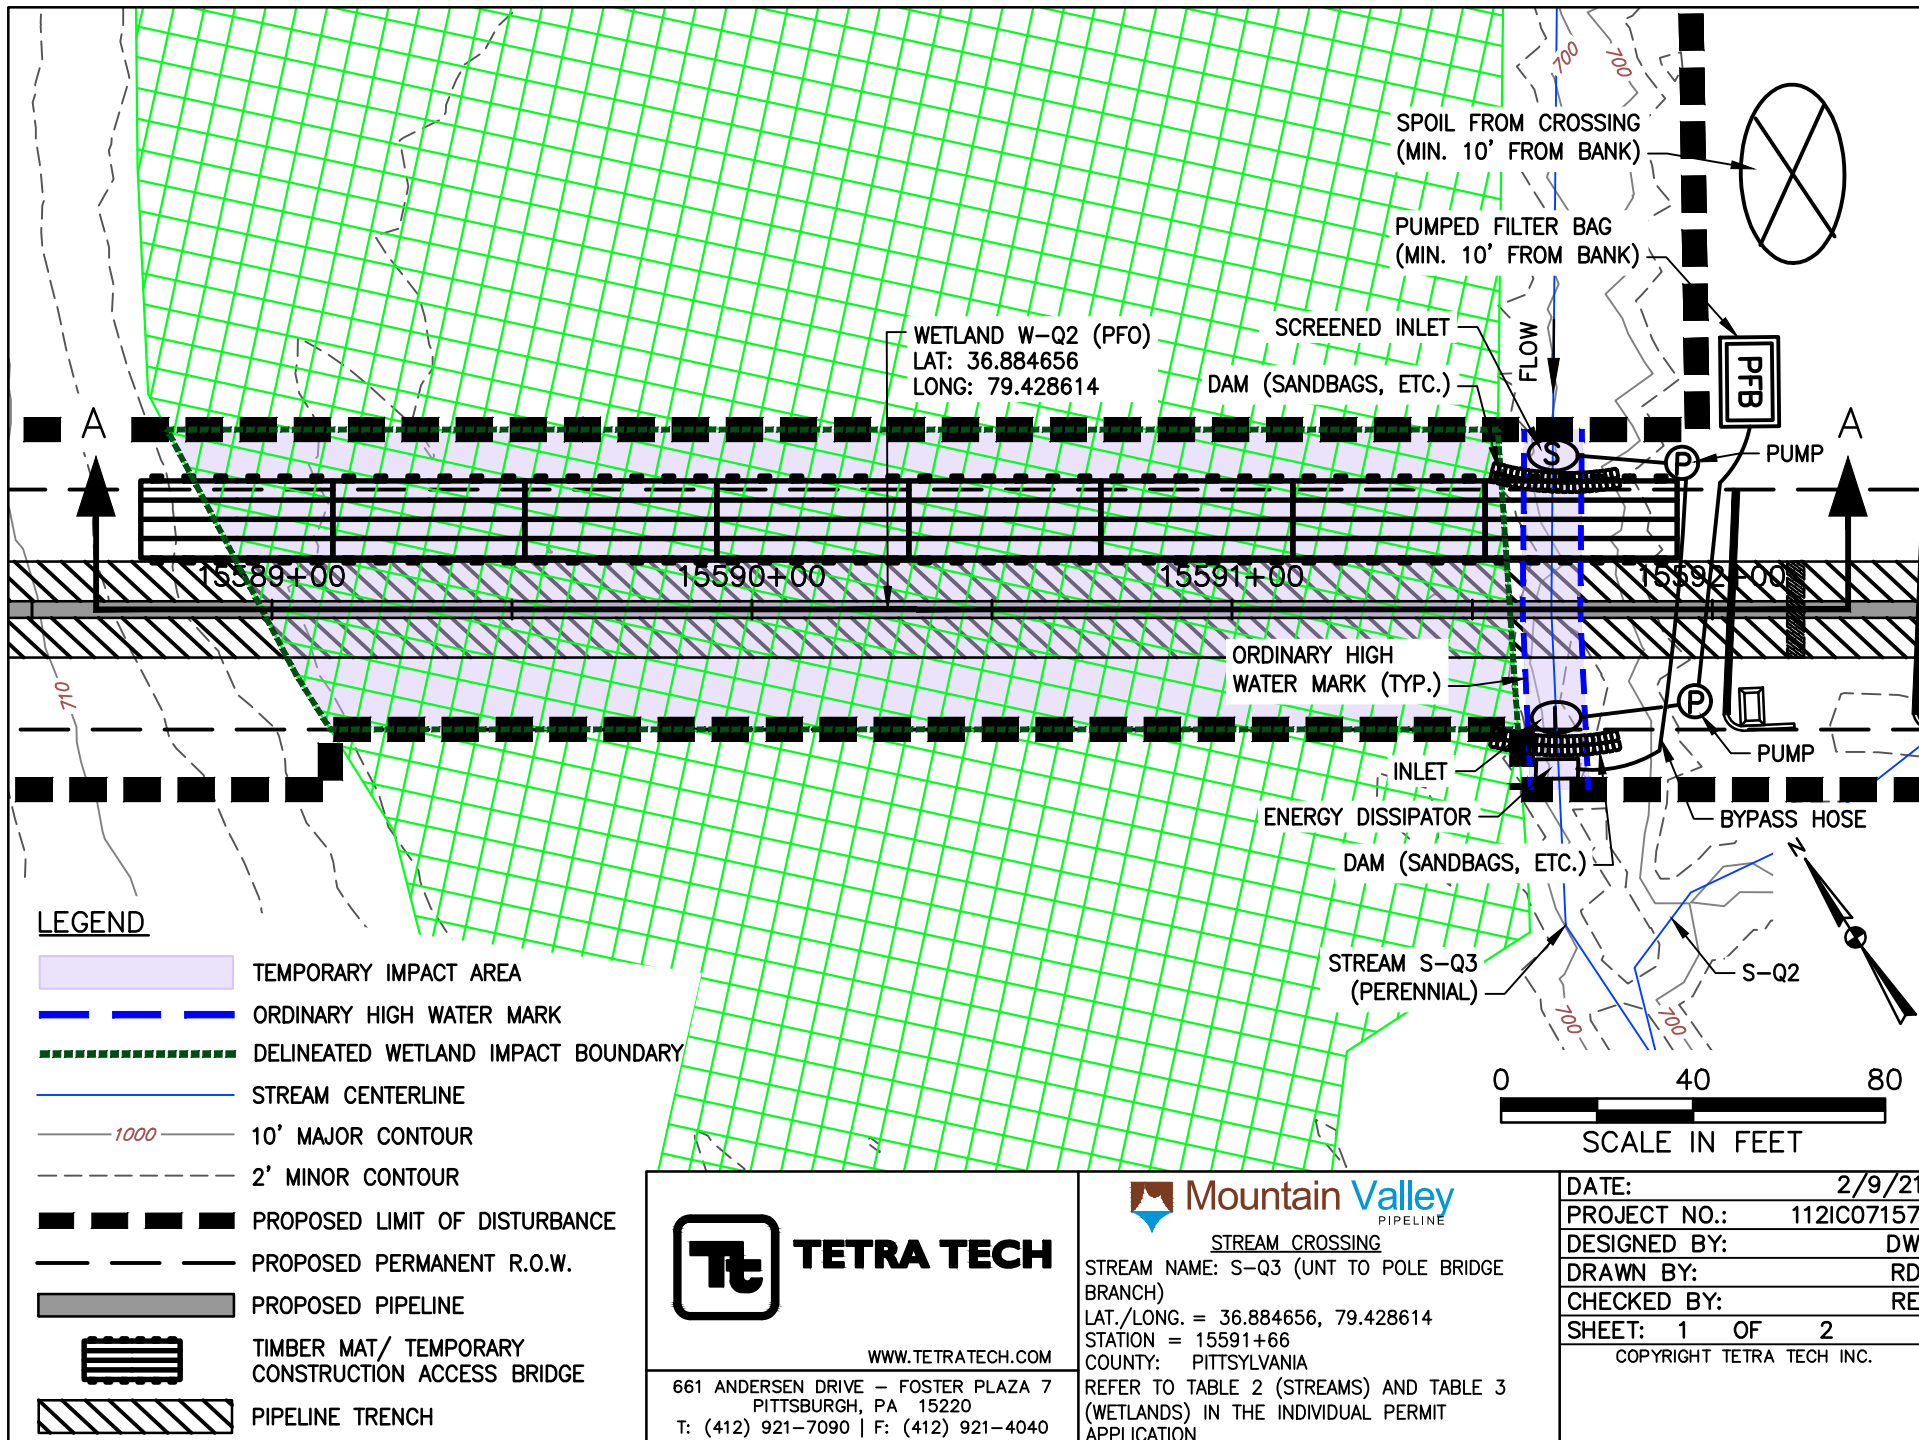 700
700
SPOIL FROM CROSSING
(MIN. 10' FROM BANK)
PUMPED FILTER BAG
(MIN. 10' FROM BANK)
WETLAND W-Q2 (PFO)
LAT: 36.884656
LONG: 79.428614
SCREENED INLET
FLOW
DAM (SANDBAGS, ETC.)
PFB
A
A
S
P
PUMP
15589+00
15590+00
15591+00
15592+00
ORDINARY HIGH
WATER MARK (TYP.)
710
P
I
PUMP
INLET
ENERGY DISSIPATOR
BYPASS HOSE
DAM (SANDBAGS, ETC.)
N
STREAM S-Q3
(PERENNIAL)
S-Q2
700
700
LEGEND
TEMPORARY IMPACT AREA
ORDINARY HIGH WATER MARK
DELINEATED WETLAND IMPACT BOUNDARY
STREAM CENTERLINE
1000
10' MAJOR CONTOUR
2' MINOR CONTOUR
PROPOSED LIMIT OF DISTURBANCE
PROPOSED PERMANENT R.O.W.
PROPOSED PIPELINE
TIMBER MAT/ TEMPORARY
CONSTRUCTION ACCESS BRIDGE
PIPELINE TRENCH
0 40 80
SCALE IN FEET
Tt TETRA TECH
WWW.TETRATECH.COM
661 ANDERSEN DRIVE – FOSTER PLAZA 7
PITTSBURGH, PA 15220
T: (412) 921-7090 | F: (412) 921-4040
Mountain Valley
PIPELINE
STREAM CROSSING
STREAM NAME: S-Q3 (UNT TO POLE BRIDGE
BRANCH)
LAT./LONG. = 36.884656, 79.428614
STATION = 15591+66
COUNTY: PITTSYLVANIA
REFER TO TABLE 2 (STREAMS) AND TABLE 3
(WETLANDS) IN THE INDIVIDUAL PERMIT
APPLICATION
DATE: 2/9/21
PROJECT NO.: 112IC07157
DESIGNED BY: DW
DRAWN BY: RD
CHECKED BY: RE
SHEET: 1 OF 2
COPYRIGHT TETRA TECH INC.